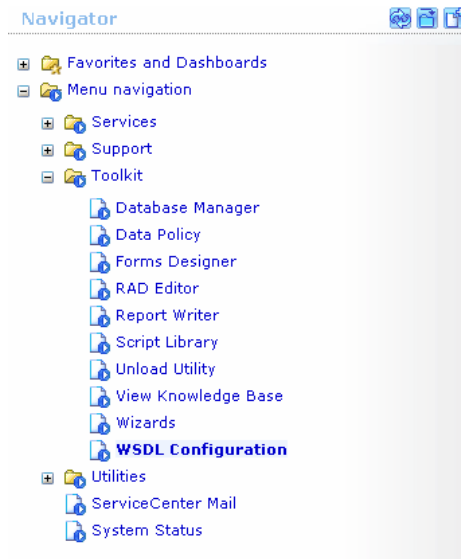 Navigator
Favorites and Dashboards
Menu navigation
Services
Support
Toolkit
Database Manager
Data Policy
Forms Designer
RAD Editor
Report Writer
Script Library
Unload Utility
View Knowledge Base
Wizards
WSDL Configuration
Utilities
ServiceCenter Mail
System Status